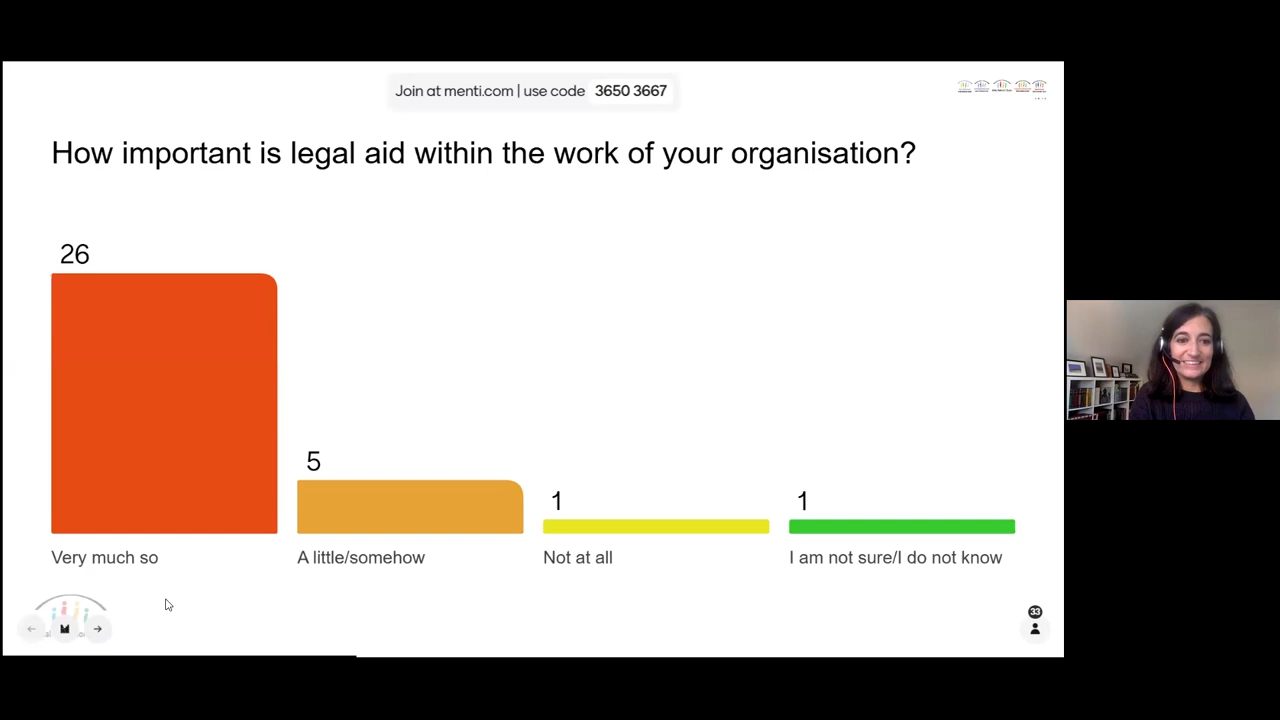 Join at menti.com | use code 3650 3667
How important is legal aid within the work of your organisation?
26
5
1
1
Very much so
A little/somehow
Not at all
I am not sure/I do not know
33